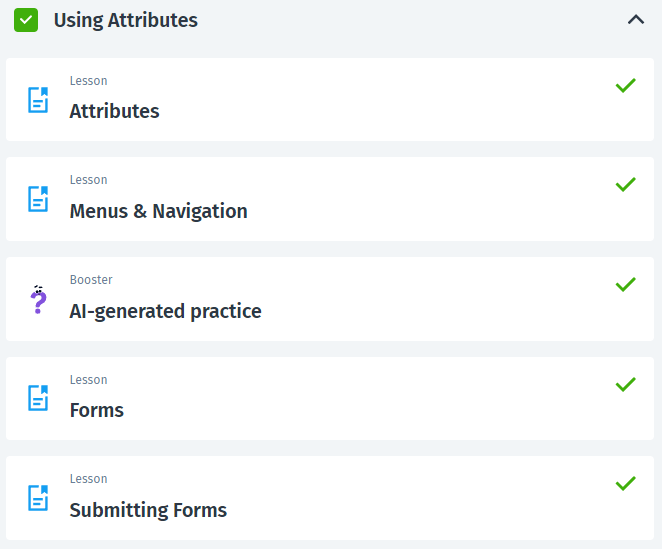 Using Attributes
Lesson
Attributes
Lesson
Menus & Navigation
Booster
AI-generated practice
Lesson
Forms
Lesson
Submitting Forms